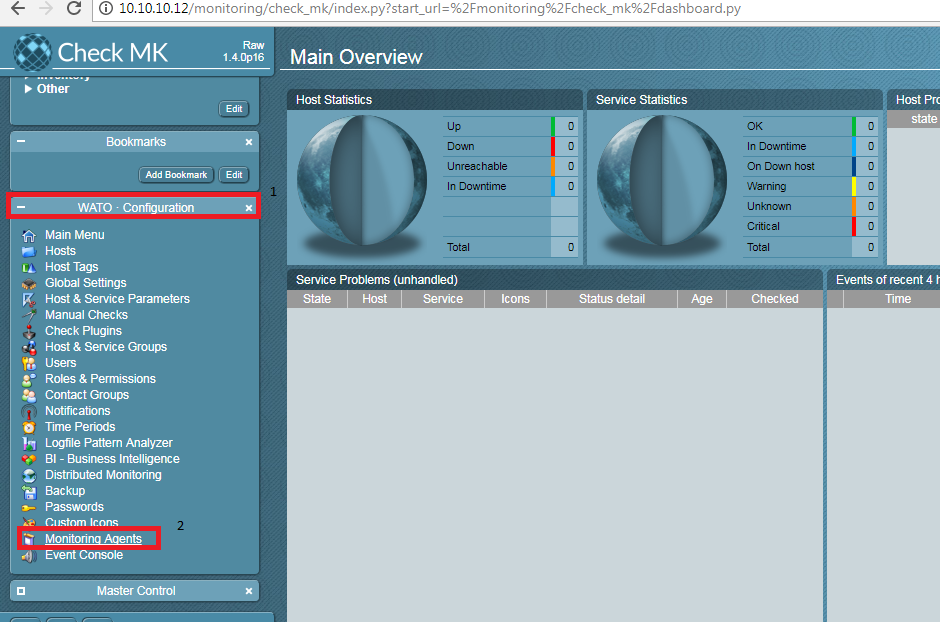 10.10.10.12/monitoring/check_mk/index.py?start_url=%2Fmonitoring%2Fcheck_mk%2Fdashboard.py
Check MK
Raw
1.4.0p16
Inventory
Other
Edit
Bookmarks
Add Bookmark Edit
1
WATO - Configuration
Main Menu
Hosts
Host Tags
Global Settings
Host & Service Parameters
Manual Checks
Check Plugins
Host & Service Groups
Users
Roles & Permissions
Contact Groups
Notifications
Time Periods
Logfile Pattern Analyzer
BI - Business Intelligence
Distributed Monitoring
Backup
Passwords
Custom Icons
2
Monitoring Agents
Event Console
Master Control
Main Overview
Host Statistics
Up 0
Down 0
Unreachable 0
In Downtime 0
Total 0
Service Statistics
OK 0
In Downtime 0
On Down host 0
Warning 0
Unknown 0
Critical 0
Total 0
Host Pro
state
Service Problems (unhandled)
State Host Service Icons Status detail Age Checked
Events of recent 4 h
Time